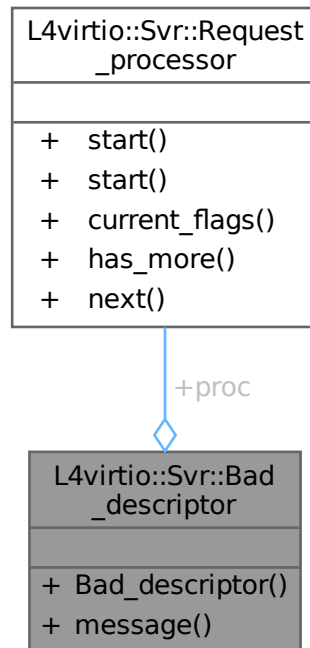 L4virtio::Svr::Request
_processor
+ start()
+ start()
+ current_flags()
+ has_more()
+ next()
+proc
L4virtio::Svr::Bad
_descriptor
+ Bad_descriptor()
+ message()